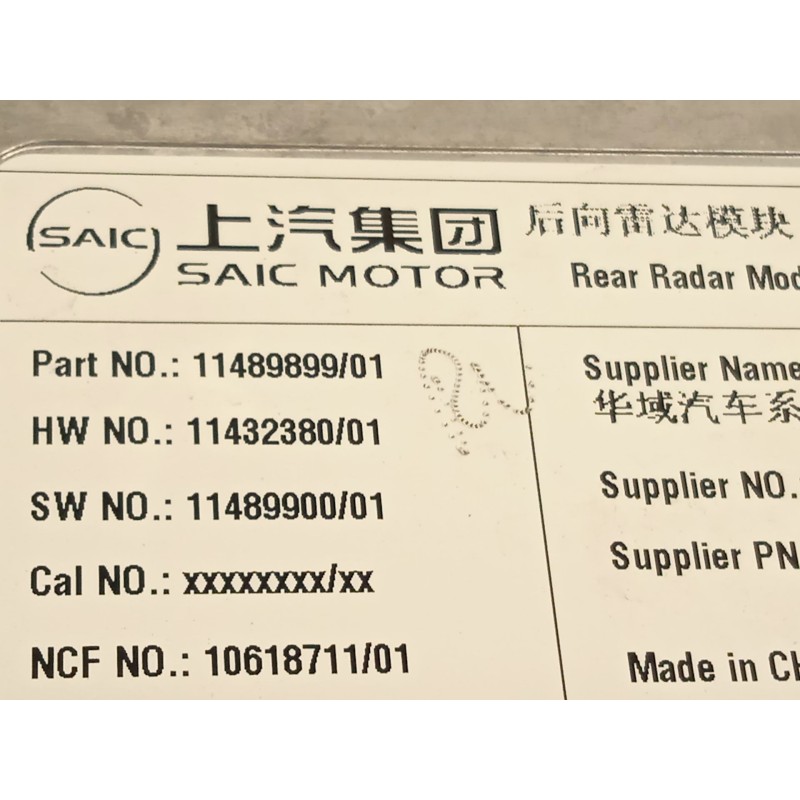 SAIC 上汽集团 后向雷达模块
SAIC MOTOR Rear Radar Mod
Part NO.: 11489899/01
HW NO.: 11432380/01
SW NO.: 11489900/01
Cal NO.: xxxxxxxx/xx
NCF NO.: 10618711/01
Supplier Name
华域汽车系
Supplier NO.
Supplier PN
Made in Ch